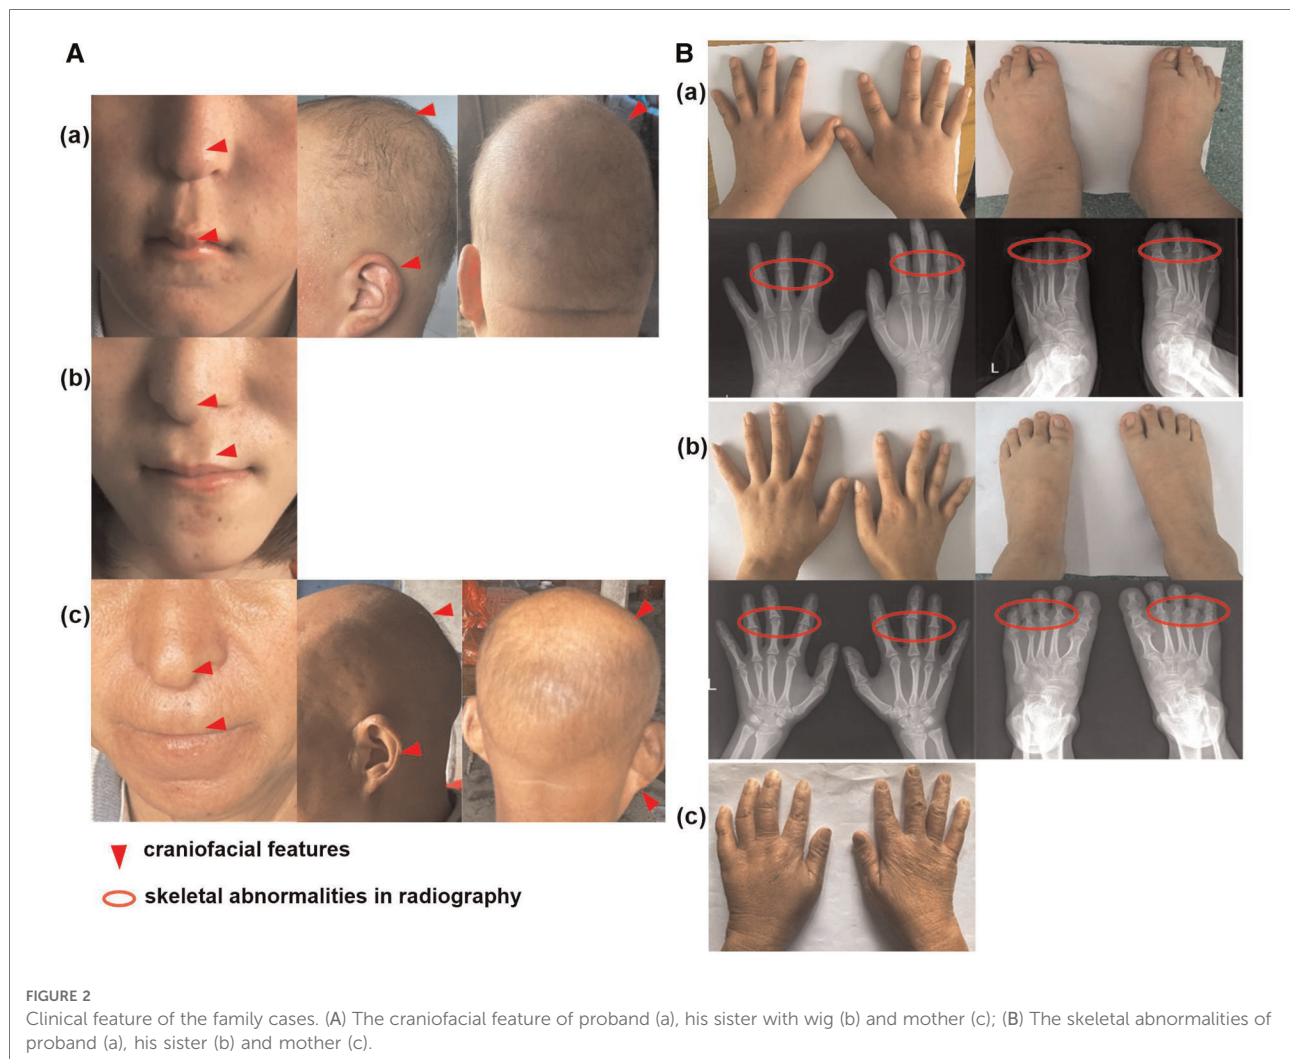 A
B
(a)
(a)
(b)
(b)
(c)
(c)
L
L
craniofacial features
skeletal abnormalities in radiography
FIGURE 2
Clinical feature of the family cases. (A) The craniofacial feature of proband (a), his sister with wig (b) and mother (c); (B) The skeletal abnormalities of
proband (a), his sister (b) and mother (c).